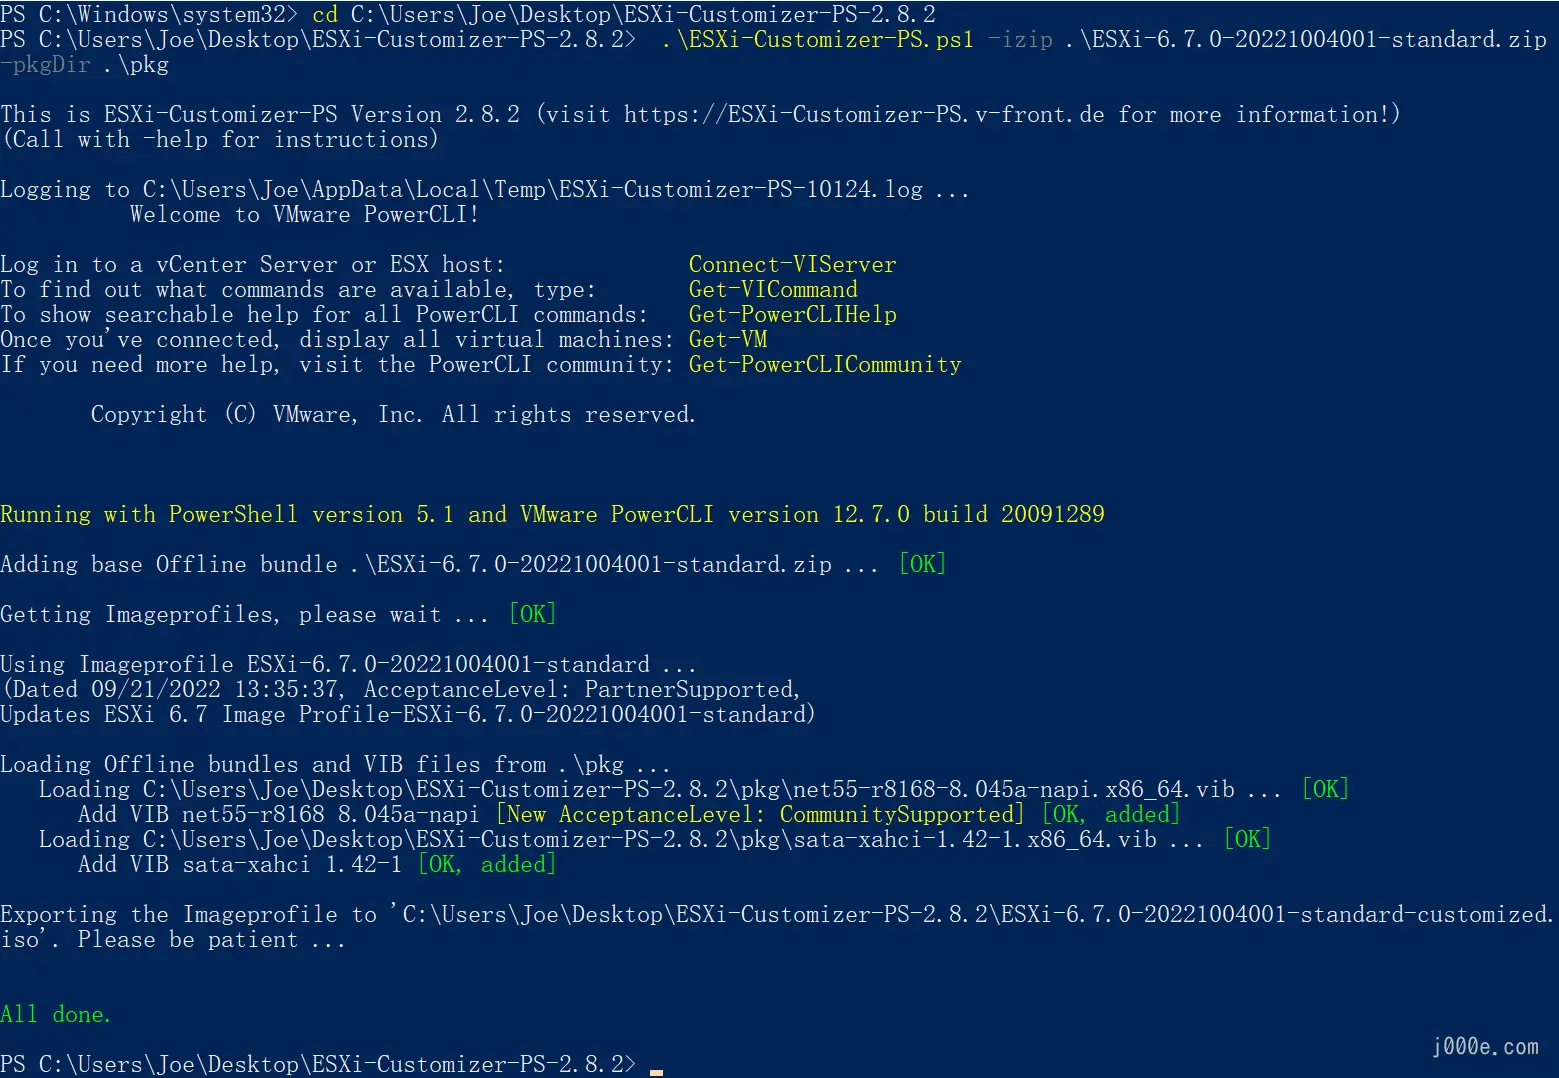 PS C:\Windows\system32> cd C:\Users\Joe\Desktop\ESXi-Customizer-PS-2.8.2
PS C:\Users\Joe\Desktop\ESXi-Customizer-PS-2.8.2> .\ESXi-Customizer-PS.ps1 -izip .\ESXi-6.7.0-20221004001-standard.zip
-pkgDir .\pkg
This is ESXi-Customizer-PS Version 2.8.2 (visit https://ESXi-Customizer-PS.v-front.de for more information!)
(Call with -help for instructions)
Logging to C:\Users\Joe\AppData\Local\Temp\ESXi-Customizer-PS-10124.log ...
Welcome to VMware PowerCLI!
Log in to a vCenter Server or ESX host: Connect-VIServer
To find out what commands are available, type: Get-VICommand
To show searchable help for all PowerCLI commands: Get-PowerCLIHelp
Once you've connected, display all virtual machines: Get-VM
If you need more help, visit the PowerCLI community: Get-PowerCLICommunity
Copyright (C) VMware, Inc. All rights reserved.
Running with PowerShell version 5.1 and VMware PowerCLI version 12.7.0 build 20091289
Adding base Offline bundle .\ESXi-6.7.0-20221004001-standard.zip ... [OK]
Getting Imageprofiles, please wait ... [OK]
Using Imageprofile ESXi-6.7.0-20221004001-standard ...
(Dated 09/21/2022 13:35:37, AcceptanceLevel: PartnerSupported,
Updates ESXi 6.7 Image Profile-ESXi-6.7.0-20221004001-standard)
Loading Offline bundles and VIB files from .\pkg ...
Loading C:\Users\Joe\Desktop\ESXi-Customizer-PS-2.8.2\pkg\net55-r8168-8.045a-napi.x86_64.vib ... [OK]
Add VIB net55-r8168 8.045a-napi [New AcceptanceLevel: CommunitySupported] [OK, added]
Loading C:\Users\Joe\Desktop\ESXi-Customizer-PS-2.8.2\pkg\sata-xahci-1.42-1.x86_64.vib ... [OK]
Add VIB sata-xahci 1.42-1 [OK, added]
Exporting the Imageprofile to 'C:\Users\Joe\Desktop\ESXi-Customizer-PS-2.8.2\ESXi-6.7.0-20221004001-standard-customized.
iso'. Please be patient ...
All done.
PS C:\Users\Joe\Desktop\ESXi-Customizer-PS-2.8.2>
j000e.com